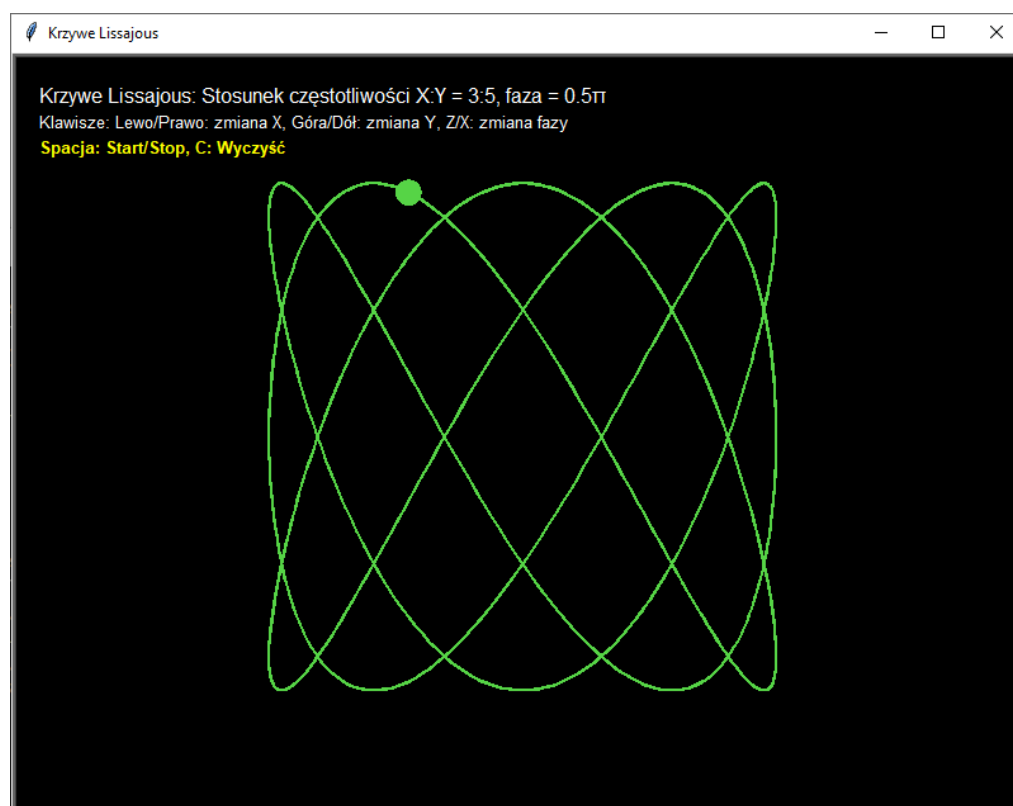 Krzywe Lissajous
Krzywe Lissajous: Stosunek częstotliwości X:Y = 3:5, faza = 0.5π
Klawisze: Lewo/Prawo: zmiana X, Góra/Dół: zmiana Y, Z/X: zmiana fazy
Spacja: Start/Stop, C: Wyczyść